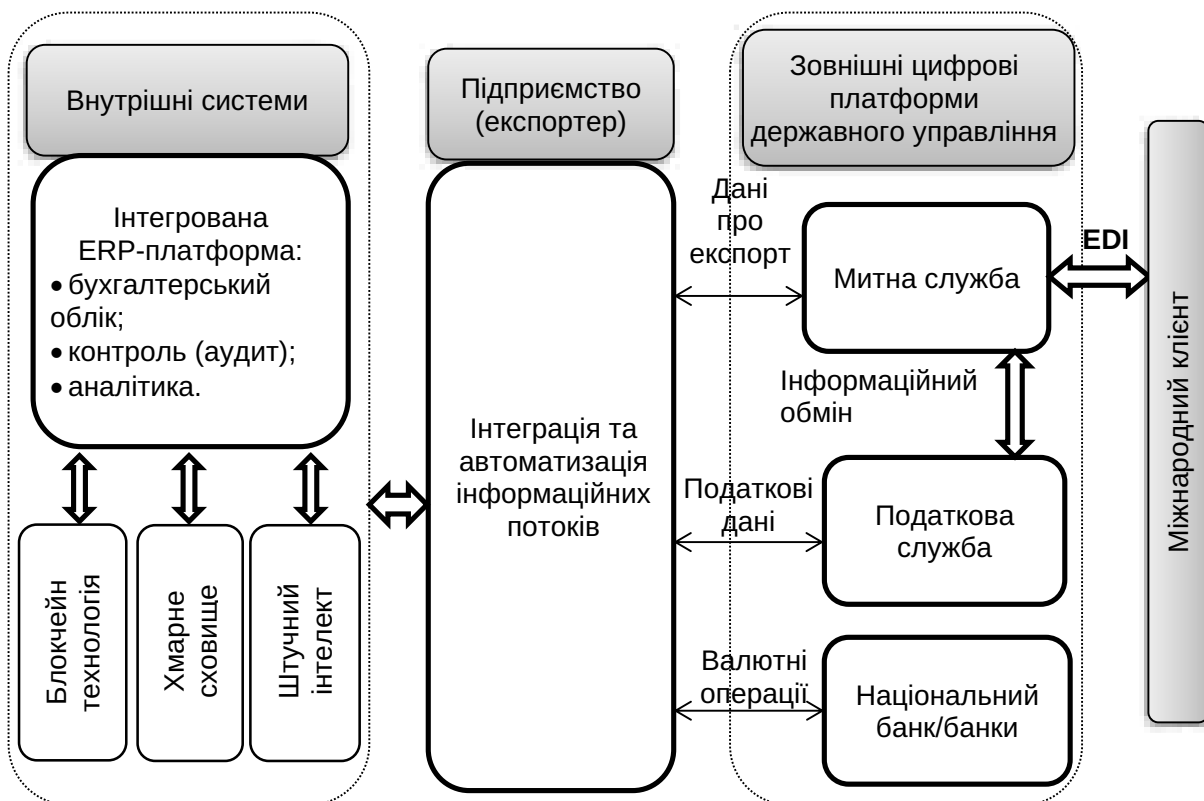 Внутрішні системи
Інтегрована
ERP-платформа:
• бухгалтерський
облік;
• контроль (аудит);
• аналітика.
Блокчейн
технологія
Хмарне
сховище
Штучний
інтелект
Підприємство
(експортер)
Інтеграція та
автоматизація
інформаційних
потоків
Дані
про
експорт
Податкові
дані
Валютні
операції
Зовнішні цифрові
платформи
державного управління
Митна служба
Інформаційний
обмін
Податкова
служба
Національний
банк/банки
EDI
Міжнародний клієнт